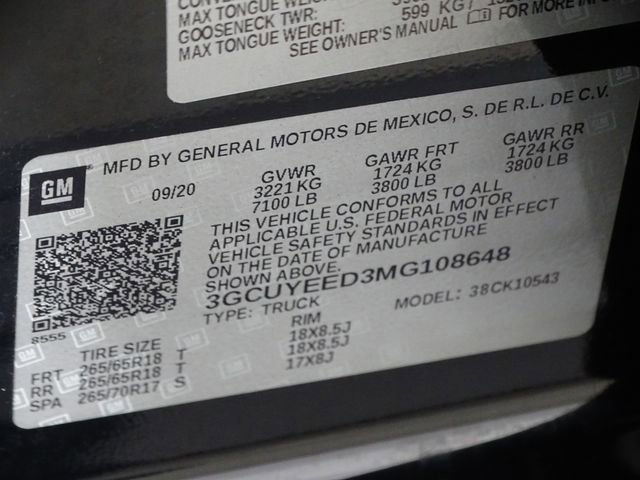 MAX TONGUE WEIGHT:
GOOSENECK TWR:
MAX TONGUE WEIGHT: 599 KG/
SEE OWNER'S MANUAL FOR MORE INFO
MFD BY GENERAL MOTORS DE MEXICO, S. DE R.L. DE C.V.
GM
09/20 GVWR GAWR FRT GAWR RR
3221 KG 1724 KG 1724 KG
7100 LB 3800 LB 3800 LB
THIS VEHICLE CONFORMS TO ALL
APPLICABLE U.S. FEDERAL MOTOR
VEHICLE SAFETY STANDARDS IN EFFECT
ON THE DATE OF MANUFACTURE
SHOWN ABOVE.
3GCUYEED3MG108648
TYPE: TRUCK MODEL: 38CK10543
8555
TIRE SIZE RIM
FRT 265/65R18 T 18X8.5J
RR 265/65R18 T 18X8.5J
SPA 265/70R17 S 17X8J